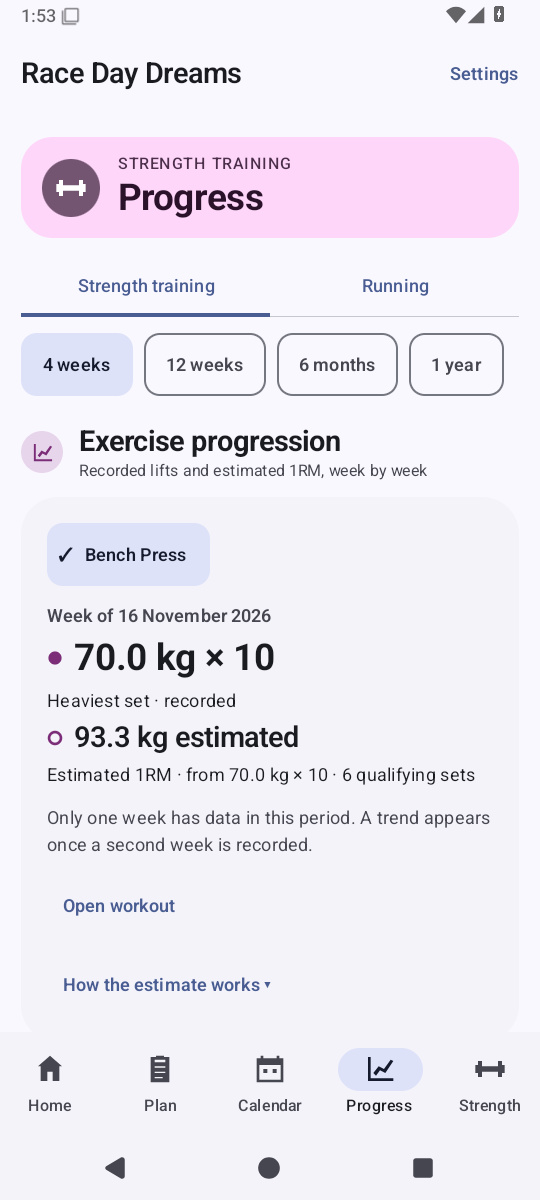 1:53
Race Day Dreams
Settings
STRENGTH TRAINING
Progress
Strength training
Running
4 weeks
12 weeks
6 months
1 year
Exercise progression
Recorded lifts and estimated 1RM, week by week
✓ Bench Press
Week of 16 November 2026
70.0 kg × 10
Heaviest set · recorded
93.3 kg estimated
Estimated 1RM · from 70.0 kg × 10 · 6 qualifying sets
Only one week has data in this period. A trend appears
once a second week is recorded.
Open workout
How the estimate works ▾
Home
Plan
Calendar
Progress
Strength